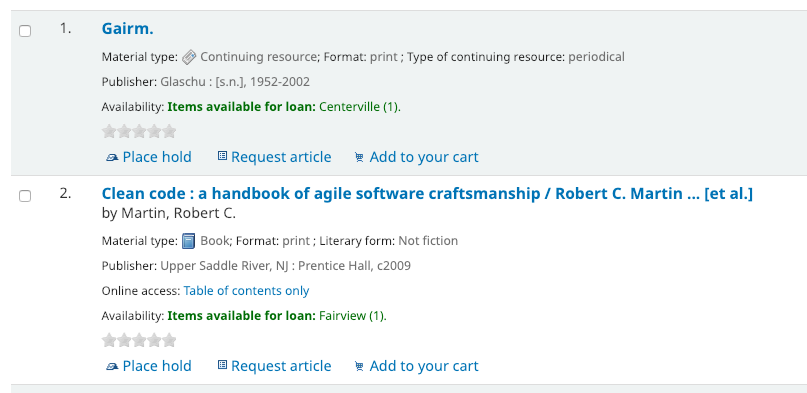 1. Gairm.
Material type: Continuing resource; Format: print ; Type of continuing resource: periodical
Publisher: Glaschu : [s.n.], 1952-2002
Availability: Items available for loan: Centerville (1).
Place hold Request article Add to your cart
2. Clean code : a handbook of agile software craftsmanship / Robert C. Martin ... [et al.]
by Martin, Robert C.
Material type: Book; Format: print ; Literary form: Not fiction
Publisher: Upper Saddle River, NJ : Prentice Hall, c2009
Online access: Table of contents only
Availability: Items available for loan: Fairview (1).
Place hold Request article Add to your cart